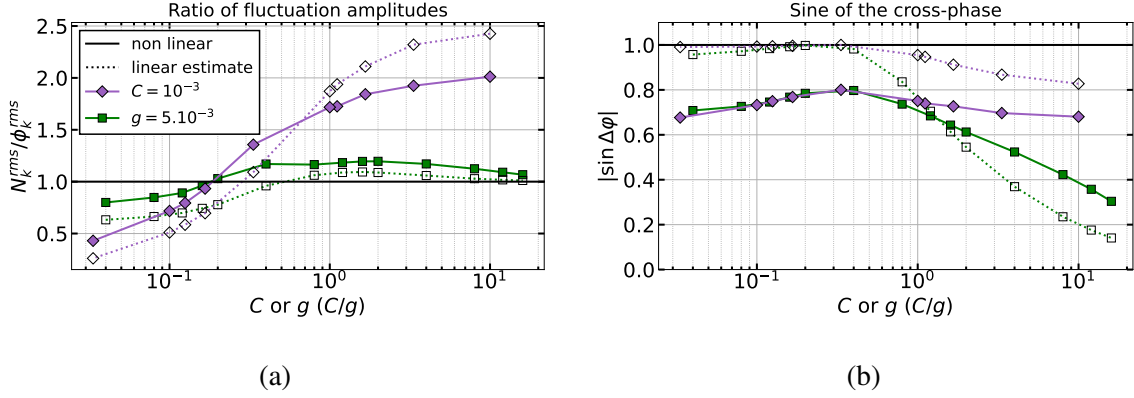 Ratio of fluctuation amplitudes
2.5
2.0
1.5
1.0
0.5
N_k^{rms}/ϕ_k^{rms}
non linear
linear estimate
C = 10⁻³
g = 5.10⁻³
10⁻¹ 10⁰ 10¹
C or g (C/g)
(a)
Sine of the cross-phase
1.0
0.8
0.6
0.4
0.2
0.0
|sin Δφ|
10⁻¹ 10⁰ 10¹
C or g (C/g)
(b)